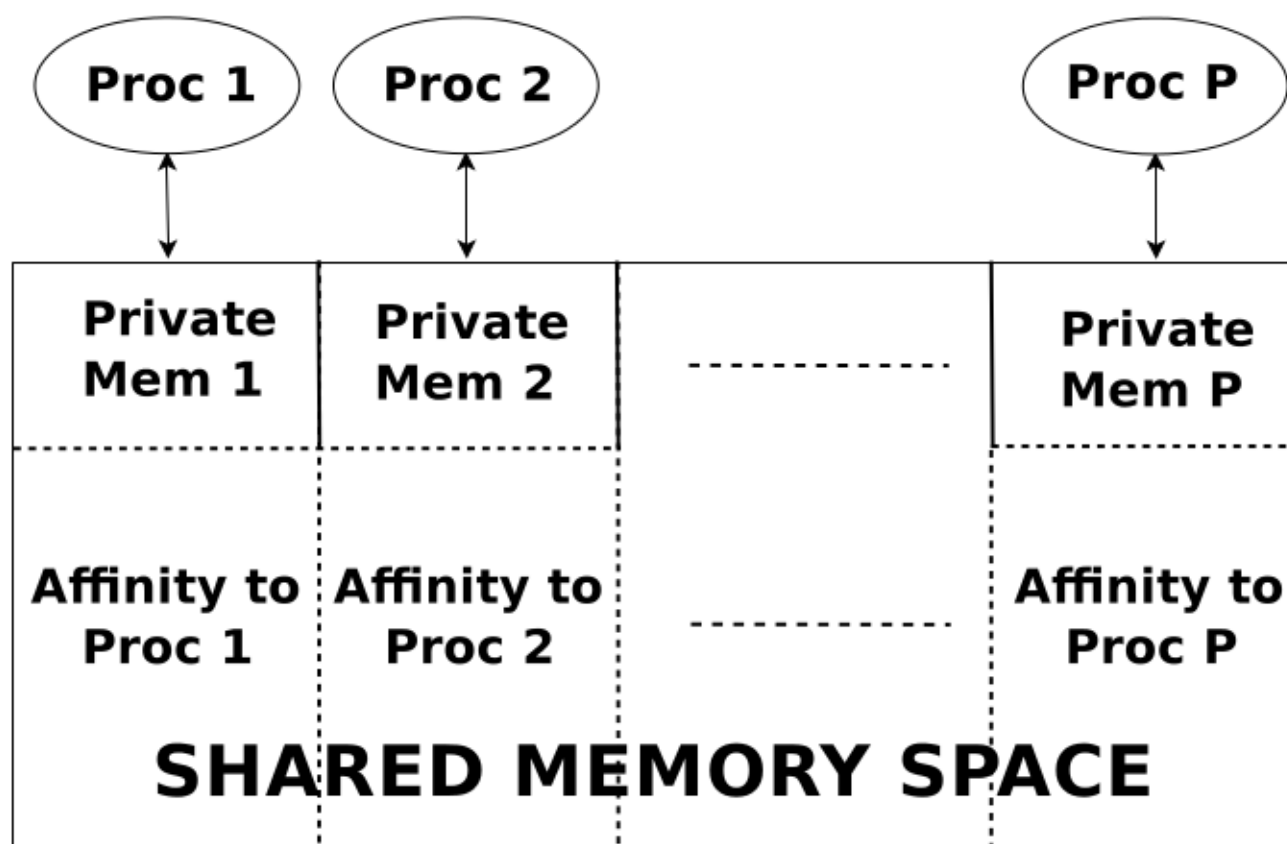 Proc 1
Proc 2
Proc P
Private
Mem 1
Private
Mem 2
Private
Mem P
Affinity to
Proc 1
Affinity to
Proc 2
Affinity to
Proc P
SHARED MEMORY SPACE